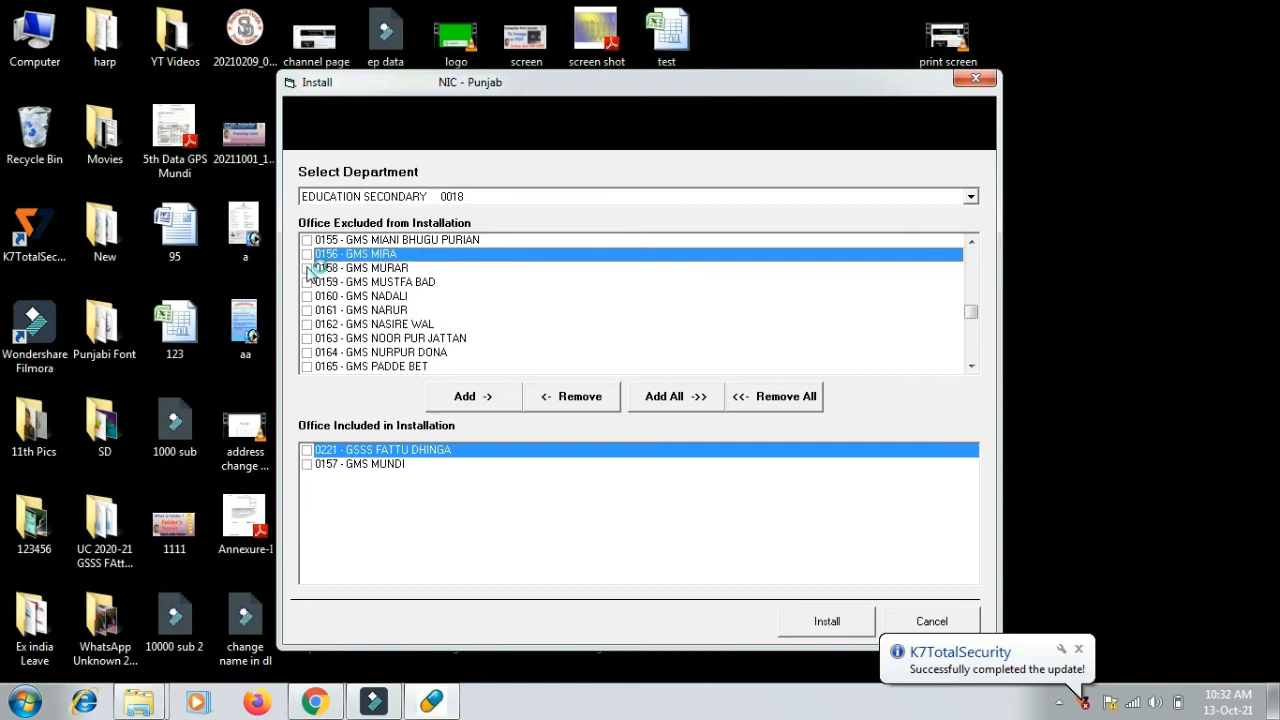 Computer
harp
YT Videos
20210209_0...
channel page
ep data
logo
screen
screen shot
test
print screen
Install
NIC - Punjab
Recycle Bin
Movies
5th Data GPS
Mundi
20211001_1...
Select Department
EDUCATION SECONDARY 0018
Office Excluded from Installation
0155 - GMS MIANI BHUGU PURIAN
0156 - GMS MIRA
0158 - GMS MURAR
0159 - GMS MUSTFA BAD
0160 - GMS NADALI
0161 - GMS NARUR
0162 - GMS NASIRE WAL
0163 - GMS NOOR PUR JATTAN
0164 - GMS NURPUR DONA
0165 - GMS PADDE BET
K7TotalSec...
New
95
a
Wondershare
Filmora
Punjabi Font
123
aa
Add ->
<- Remove
Add All ->>
<<- Remove All
Office Included in Installation
0221 - GSSS FATTU DHINGA
0157 - GMS MUNDI
11th Pics
SD
1000 sub
address
change ...
123456
UC 2020-21
GSSS FAtt...
1111
Annexure-I
Install
Cancel
Ex india
Leave
WhatsApp
Unknown 2...
10000 sub 2
change
name in dl
K7TotalSecurity
Successfully completed the update!
10:32 AM
13-Oct-21